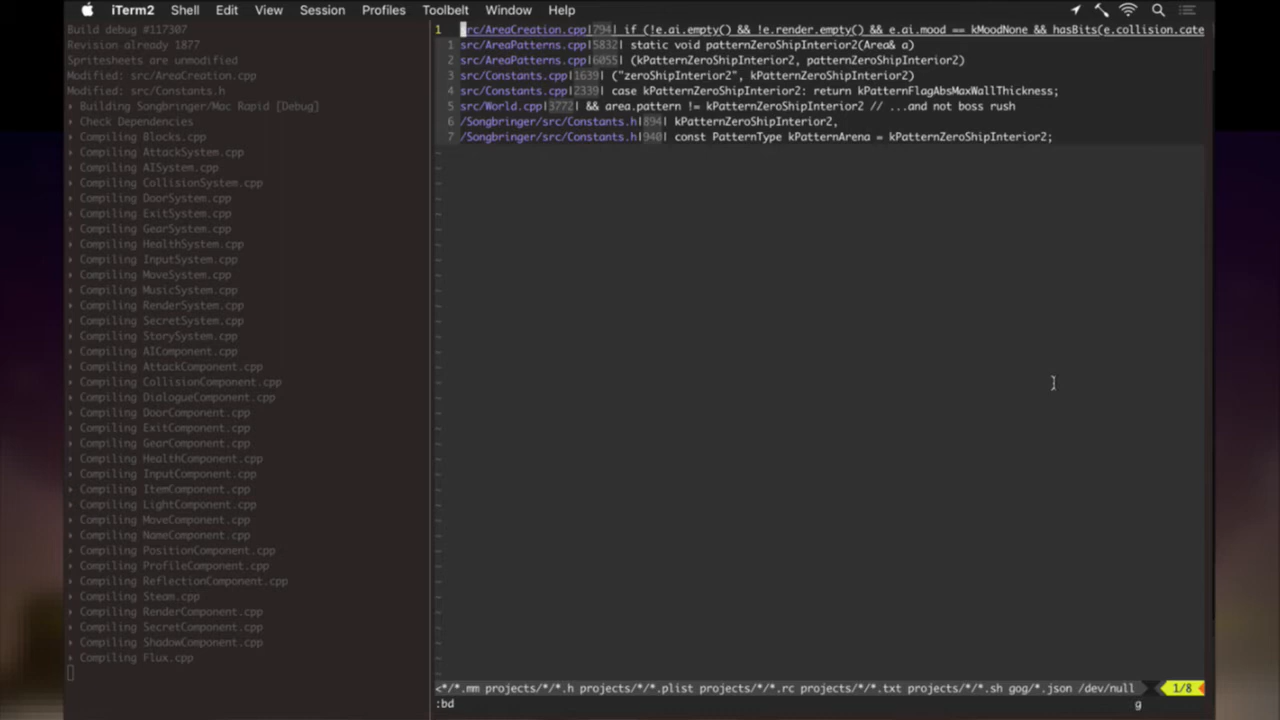 iTerm2 Shell Edit View Session Profiles Toolbelt Window Help
Build debug #117307
Revision already 1877
Spritesheets are unmodified
Modified: src/AreaCreation.cpp
Modified: src/Constants.h
Building Songbringer/Mac Rapid [Debug]
Check Dependencies
Compiling Blocks.cpp
Compiling AttackSystem.cpp
Compiling AISystem.cpp
Compiling CollisionSystem.cpp
Compiling DoorSystem.cpp
Compiling ExitSystem.cpp
Compiling GearSystem.cpp
Compiling HealthSystem.cpp
Compiling InputSystem.cpp
Compiling MoveSystem.cpp
Compiling MusicSystem.cpp
Compiling RenderSystem.cpp
Compiling SecretSystem.cpp
Compiling StorySystem.cpp
Compiling AIComponent.cpp
Compiling AttackComponent.cpp
Compiling CollisionComponent.cpp
Compiling DialogueComponent.cpp
Compiling DoorComponent.cpp
Compiling ExitComponent.cpp
Compiling GearComponent.cpp
Compiling HealthComponent.cpp
Compiling InputComponent.cpp
Compiling ItemComponent.cpp
Compiling LightComponent.cpp
Compiling MoveComponent.cpp
Compiling NameComponent.cpp
Compiling PositionComponent.cpp
Compiling ProfileComponent.cpp
Compiling ReflectionComponent.cpp
Compiling Steam.cpp
Compiling RenderComponent.cpp
Compiling SecretComponent.cpp
Compiling ShadowComponent.cpp
Compiling Flux.cpp
1 src/AreaCreation.cpp|794| if (!e.ai.empty() && !e.render.empty() && e.ai.mood == kMoodNone && hasBits(e.collision.cate
1 src/AreaPatterns.cpp|5832| static void patternZeroShipInterior2(Area& a)
2 src/AreaPatterns.cpp|6055| (kPatternZeroShipInterior2, patternZeroShipInterior2)
3 src/Constants.cpp|1639| ("zeroShipInterior2", kPatternZeroShipInterior2)
4 src/Constants.cpp|2339| case kPatternZeroShipInterior2: return kPatternFlagAbsMaxWallThickness;
5 src/World.cpp|3772| && area.pattern != kPatternZeroShipInterior2 // ...and not boss rush
6 /Songbringer/src/Constants.h|894| kPatternZeroShipInterior2,
7 /Songbringer/src/Constants.h|940| const PatternType kPatternArena = kPatternZeroShipInterior2;
<*/*.mm projects/*/*.h projects/*/*.plist projects/*/*.rc projects/*/*.txt projects/*/*.sh gog/*.json /dev/null 1/8
:bd g